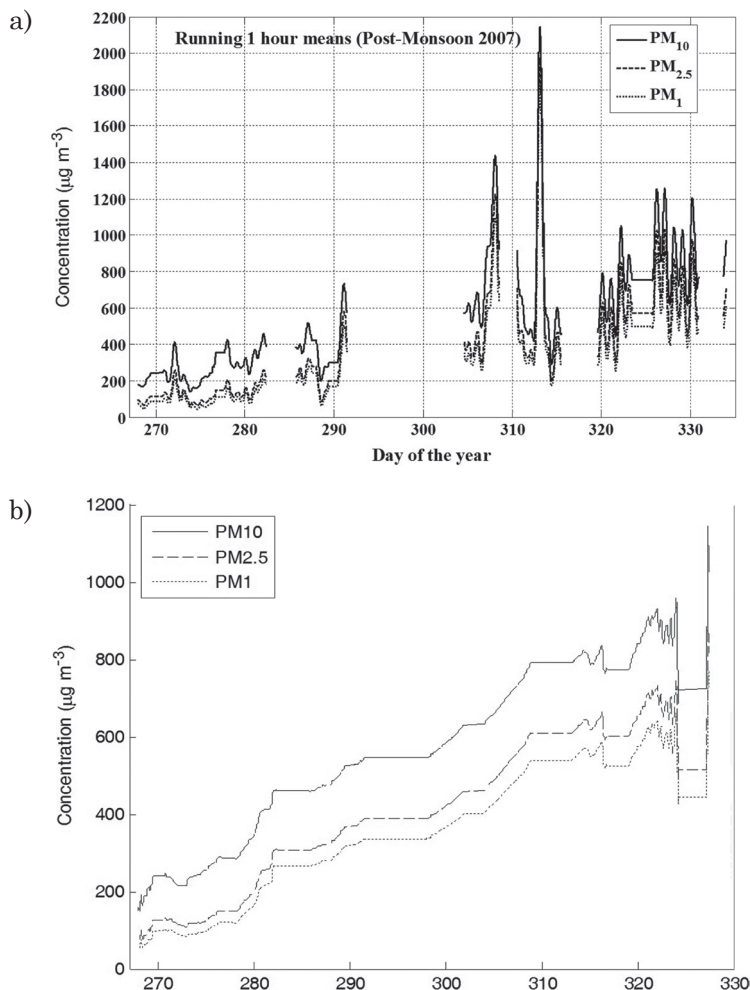 a)
Running 1 hour means (Post-Monsoon 2007)
PM10
PM2.5
PM1
2200
2000
1800
1600
1400
1200
1000
800
600
400
200
0
Concentration (µg m-3)
270 280 290 300 310 320 330
Day of the year
b)
PM10
PM2.5
PM1
1200
1000
800
600
400
200
0
Concentration (µg m-3)
270 280 290 300 310 320 330